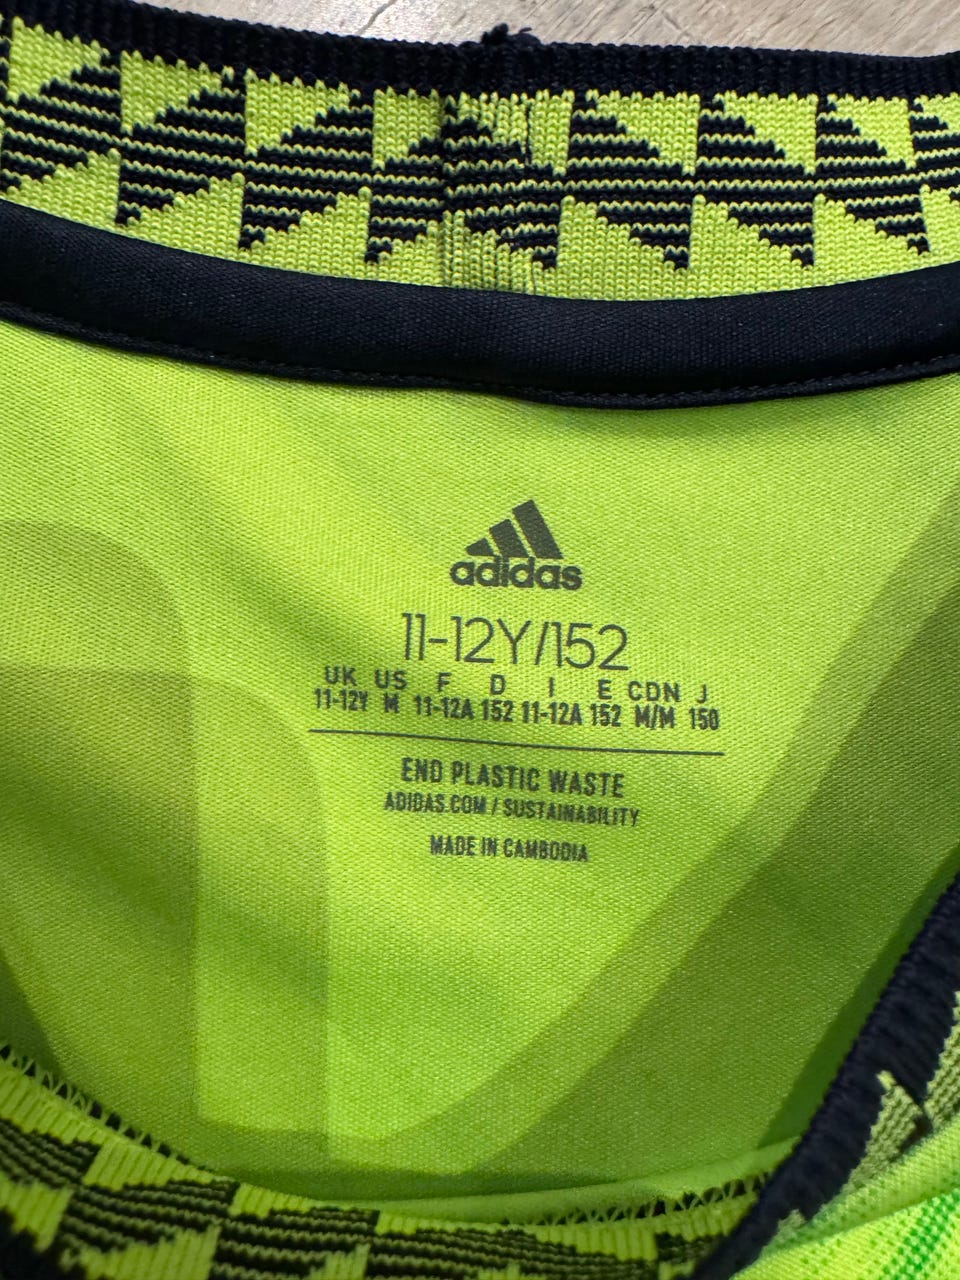 adidas
11-12Y/152
UK US F D I E CDN J
11-12Y M 11-12A 152 11-12A 152 M/M 150
END PLASTIC WASTE
ADIDAS.COM / SUSTAINABILITY
MADE IN CAMBODIA